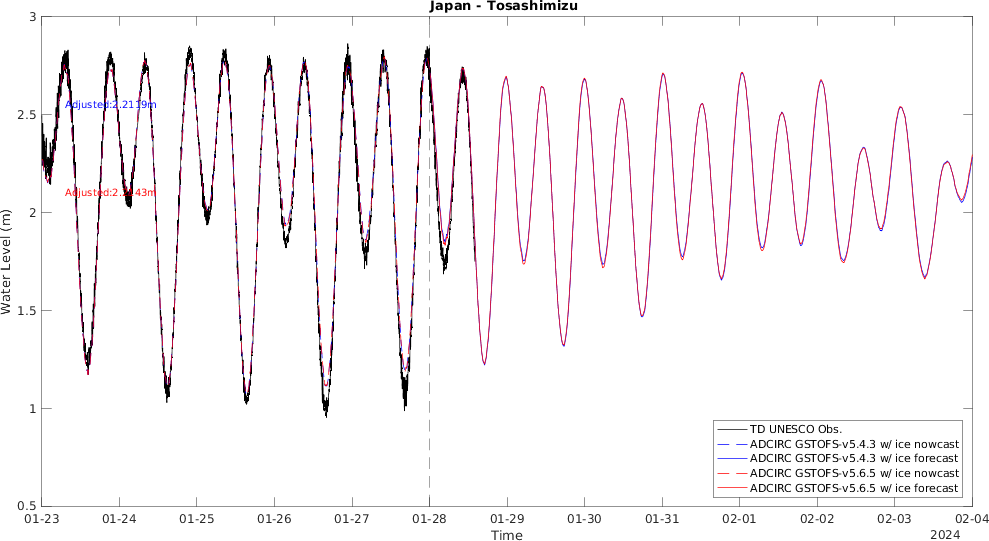 Japan - Tosashimizu
3
2.5
2
1.5
1
0.5
Water Level (m)
Adjusted:2.2119m
01-23
01-24
01-25
01-26
01-27
01-28
01-29
01-30
01-31
02-01
02-02
02-03
02-04
Time
2024
TD UNESCO Obs.
ADCIRC GSTOFS-v5.4.3 w/ ice nowcast
ADCIRC GSTOFS-v5.4.3 w/ ice forecast
ADCIRC GSTOFS-v5.6.5 w/ ice nowcast
ADCIRC GSTOFS-v5.6.5 w/ ice forecast